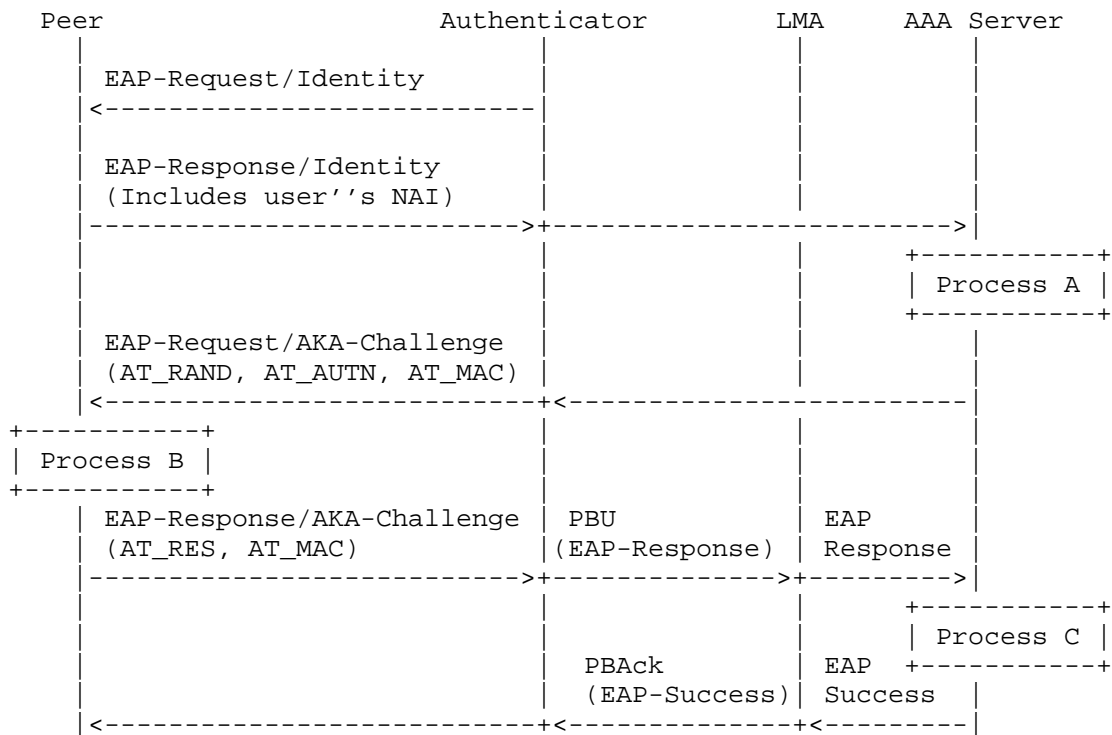 Peer Authenticator LMA AAA Server
EAP-Request/Identity
EAP-Response/Identity
(Includes user''s NAI)
Process A
EAP-Request/AKA-Challenge
(AT_RAND, AT_AUTN, AT_MAC)
Process B
EAP-Response/AKA-Challenge PBU EAP
(AT_RES, AT_MAC) (EAP-Response) Response
Process C
PBAck EAP
(EAP-Success) Success